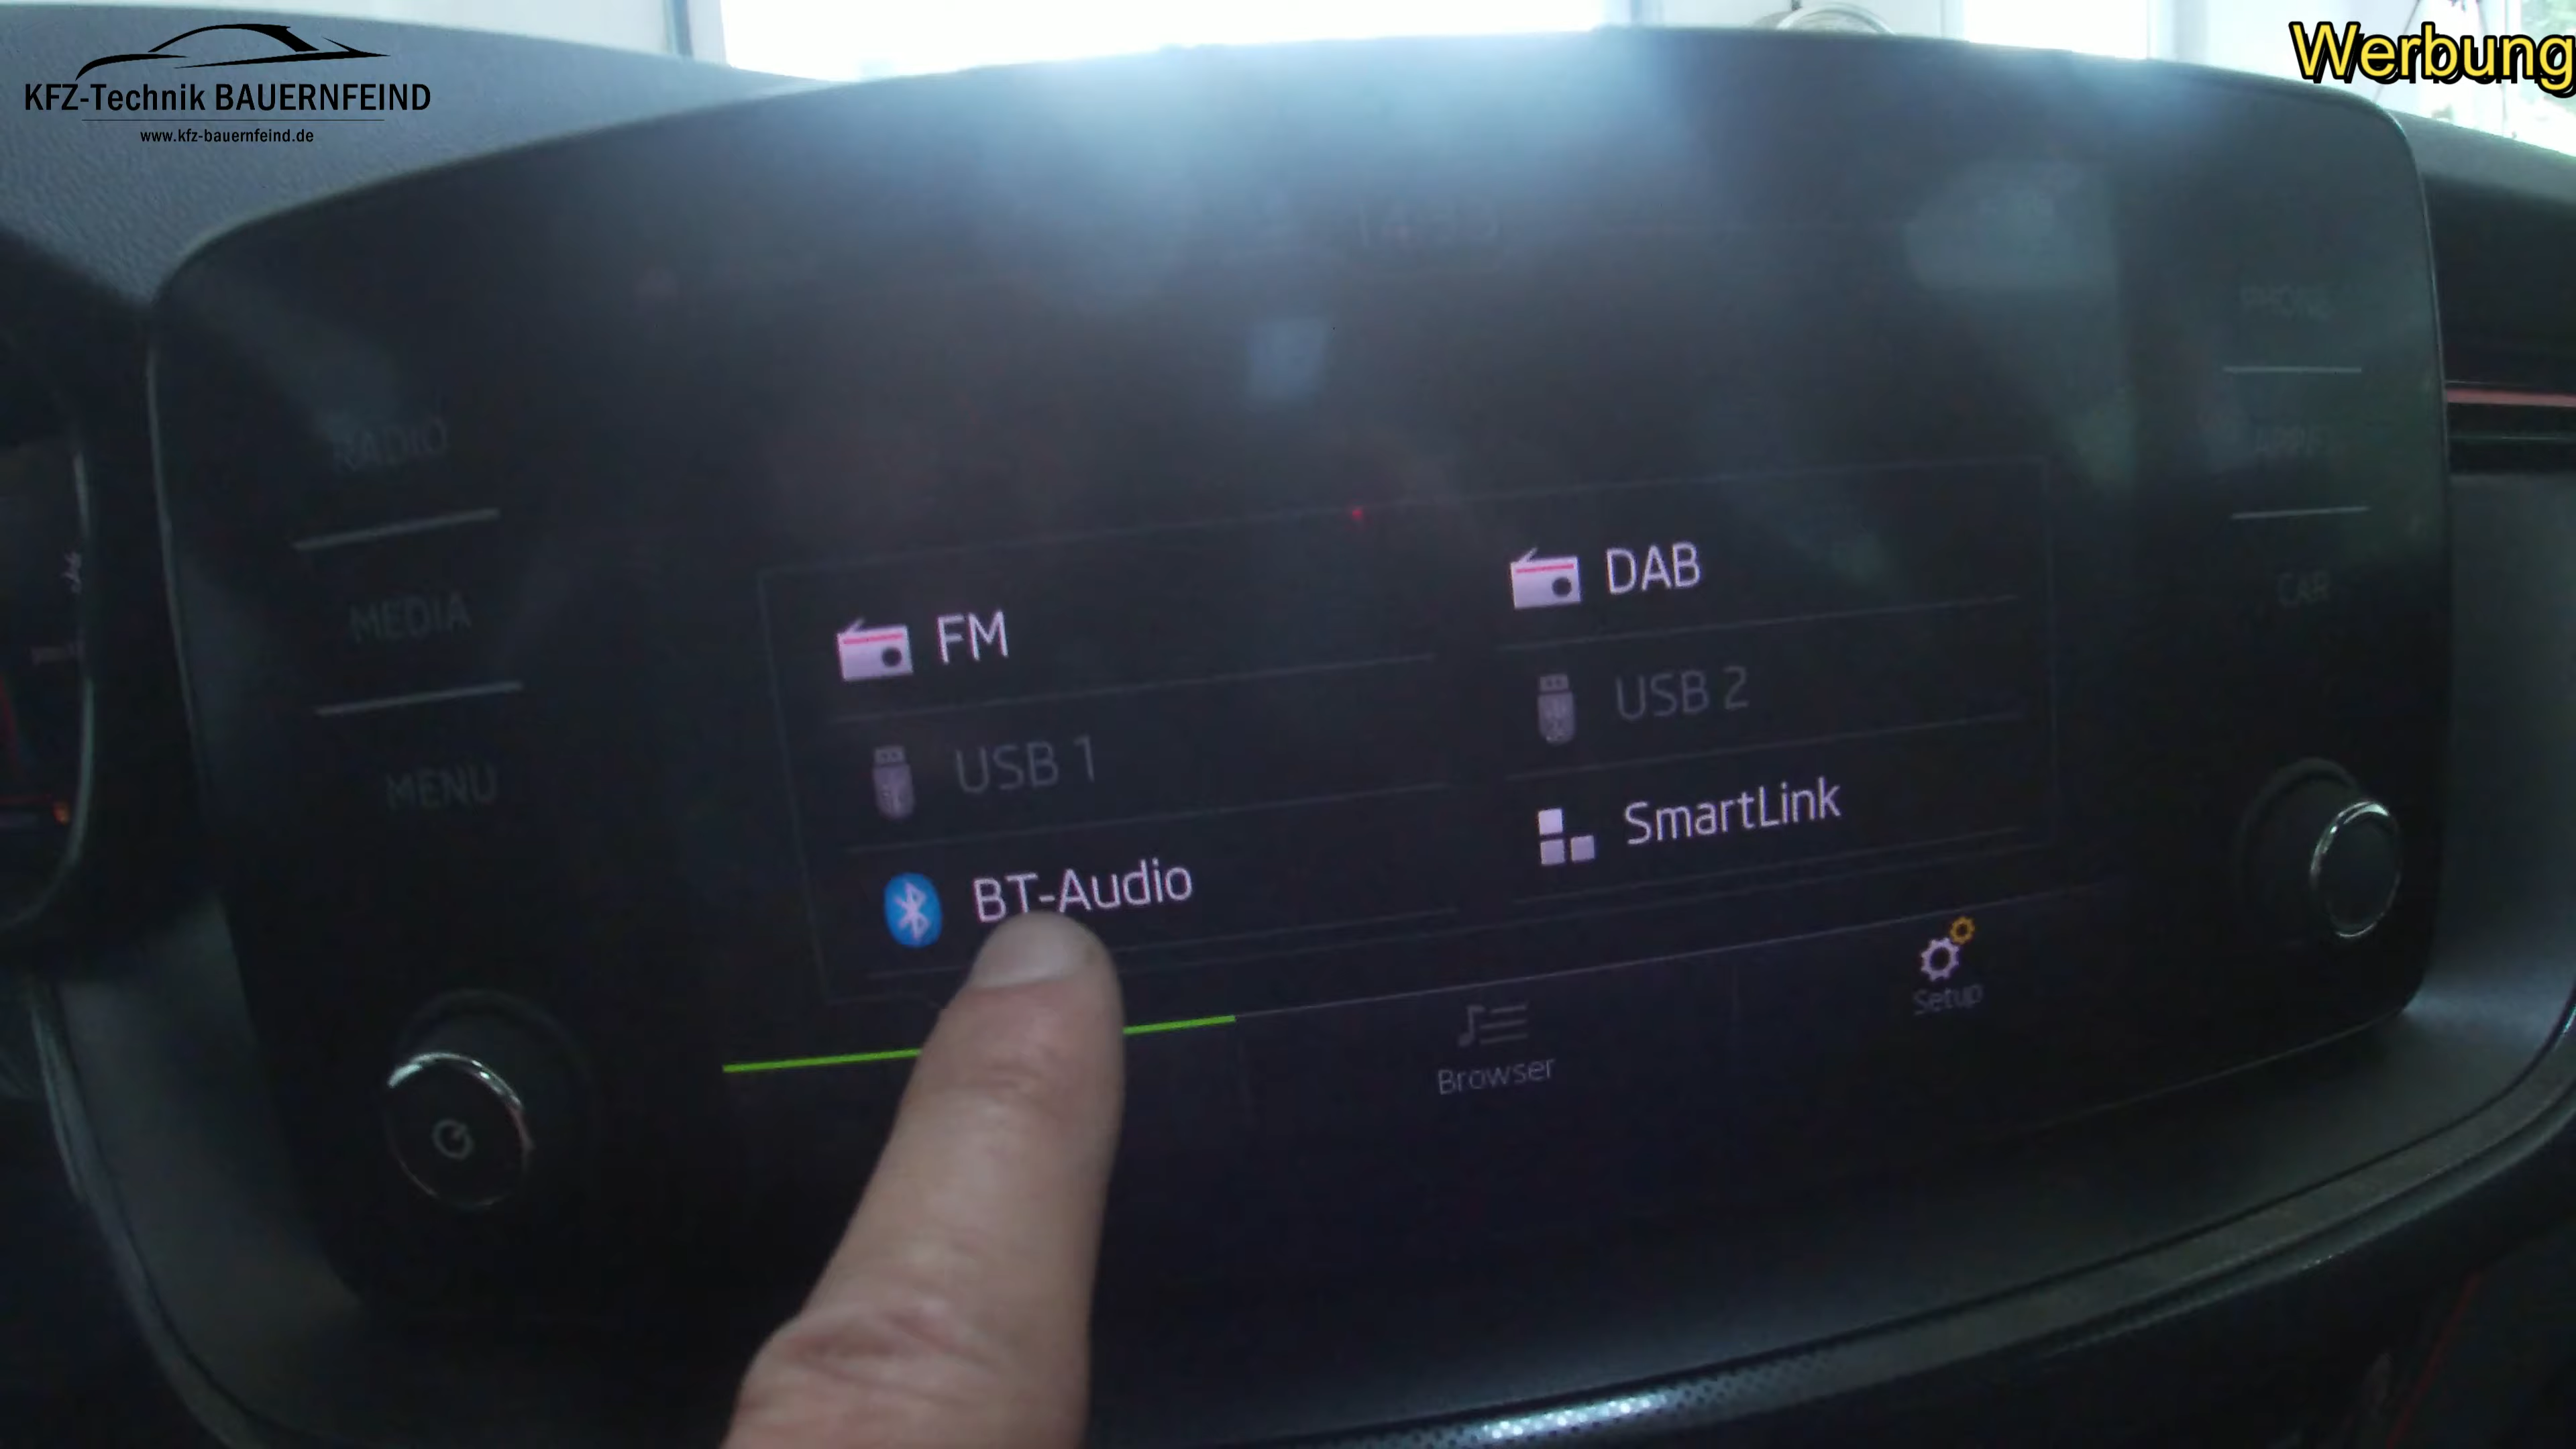 KFZ-Technik BAUERNFEIND
www.kfz-bauernfeind.de
Werbung
RADIO
MEDIA
MENU
FM
DAB
USB 1
USB 2
BT-Audio
SmartLink
Browser
Setup
CAR